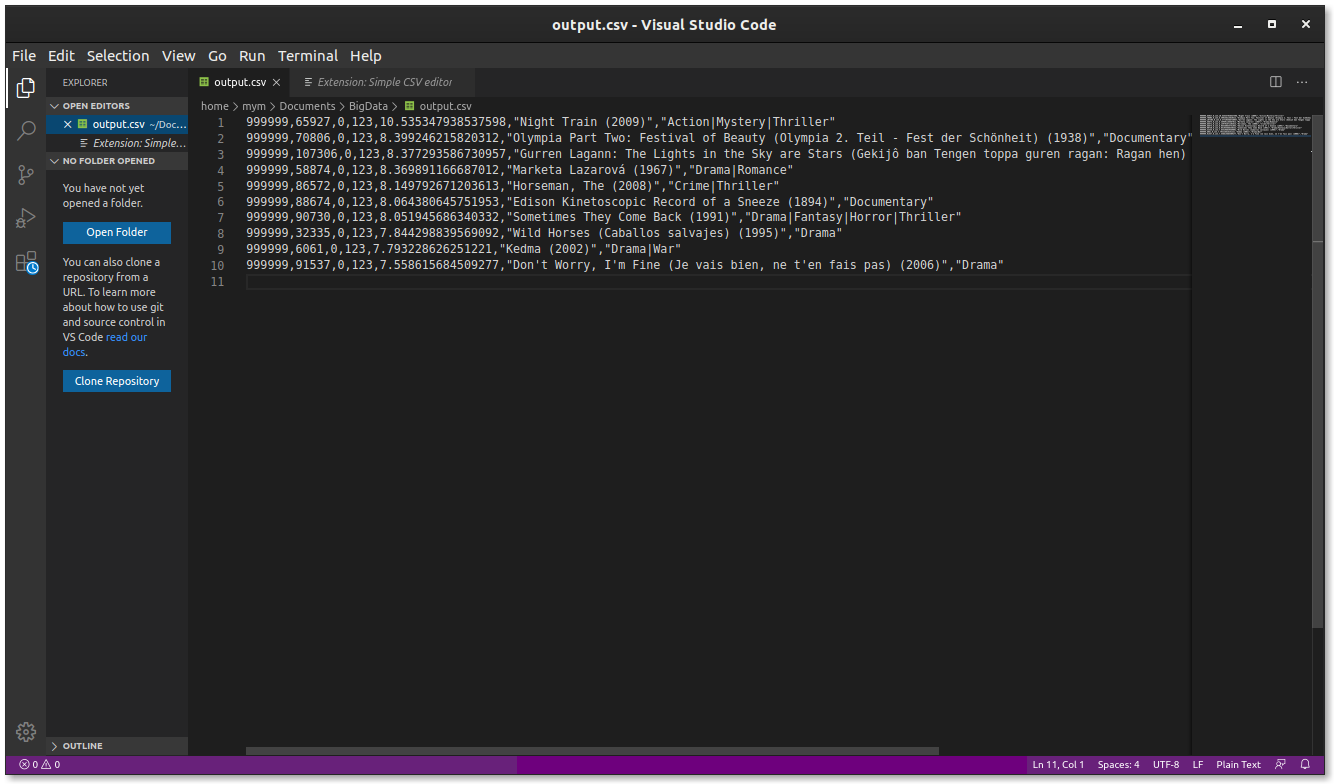 output.csv - Visual Studio Code
File Edit Selection View Go Run Terminal Help
EXPLORER
output.csv
Extension: Simple CSV editor
OPEN EDITORS
output.csv ~/Doc...
Extension: Simple...
NO FOLDER OPENED
You have not yet
opened a folder.
Open Folder
You can also clone a
repository from a
URL. To learn more
about how to use git
and source control in
VS Code read our
docs.
Clone Repository
OUTLINE
home > mym > Documents > BigData > output.csv
1 999999,65927,0,123,10.535347938537598,"Night Train (2009)","Action|Mystery|Thriller"
2 999999,70806,0,123,8.399246215820312,"Olympia Part Two: Festival of Beauty (Olympia 2. Teil - Fest der Schönheit) (1938)","Documentary"
3 999999,107306,0,123,8.377293586730957,"Gurren Lagann: The Lights in the Sky are Stars (Gekijô ban Tengen toppa guren ragan: Ragan hen)
4 999999,58874,0,123,8.369891166687012,"Marketa Lazarová (1967)","Drama|Romance"
5 999999,86572,0,123,8.149792671203613,"Horseman, The (2008)","Crime|Thriller"
6 999999,88674,0,123,8.064380645751953,"Edison Kinetoscopic Record of a Sneeze (1894)","Documentary"
7 999999,90730,0,123,8.051945686340332,"Sometimes They Come Back (1991)","Drama|Fantasy|Horror|Thriller"
8 999999,32335,0,123,7.844298839569092,"Wild Horses (Caballos salvajes) (1995)","Drama"
9 999999,6061,0,123,7.793228626251221,"Kedma (2002)","Drama|War"
10 999999,91537,0,123,7.558615684509277,"Don't Worry, I'm Fine (Je vais bien, ne t'en fais pas) (2006)","Drama"
11
0 0
Ln 11, Col 1 Spaces: 4 UTF-8 LF Plain Text